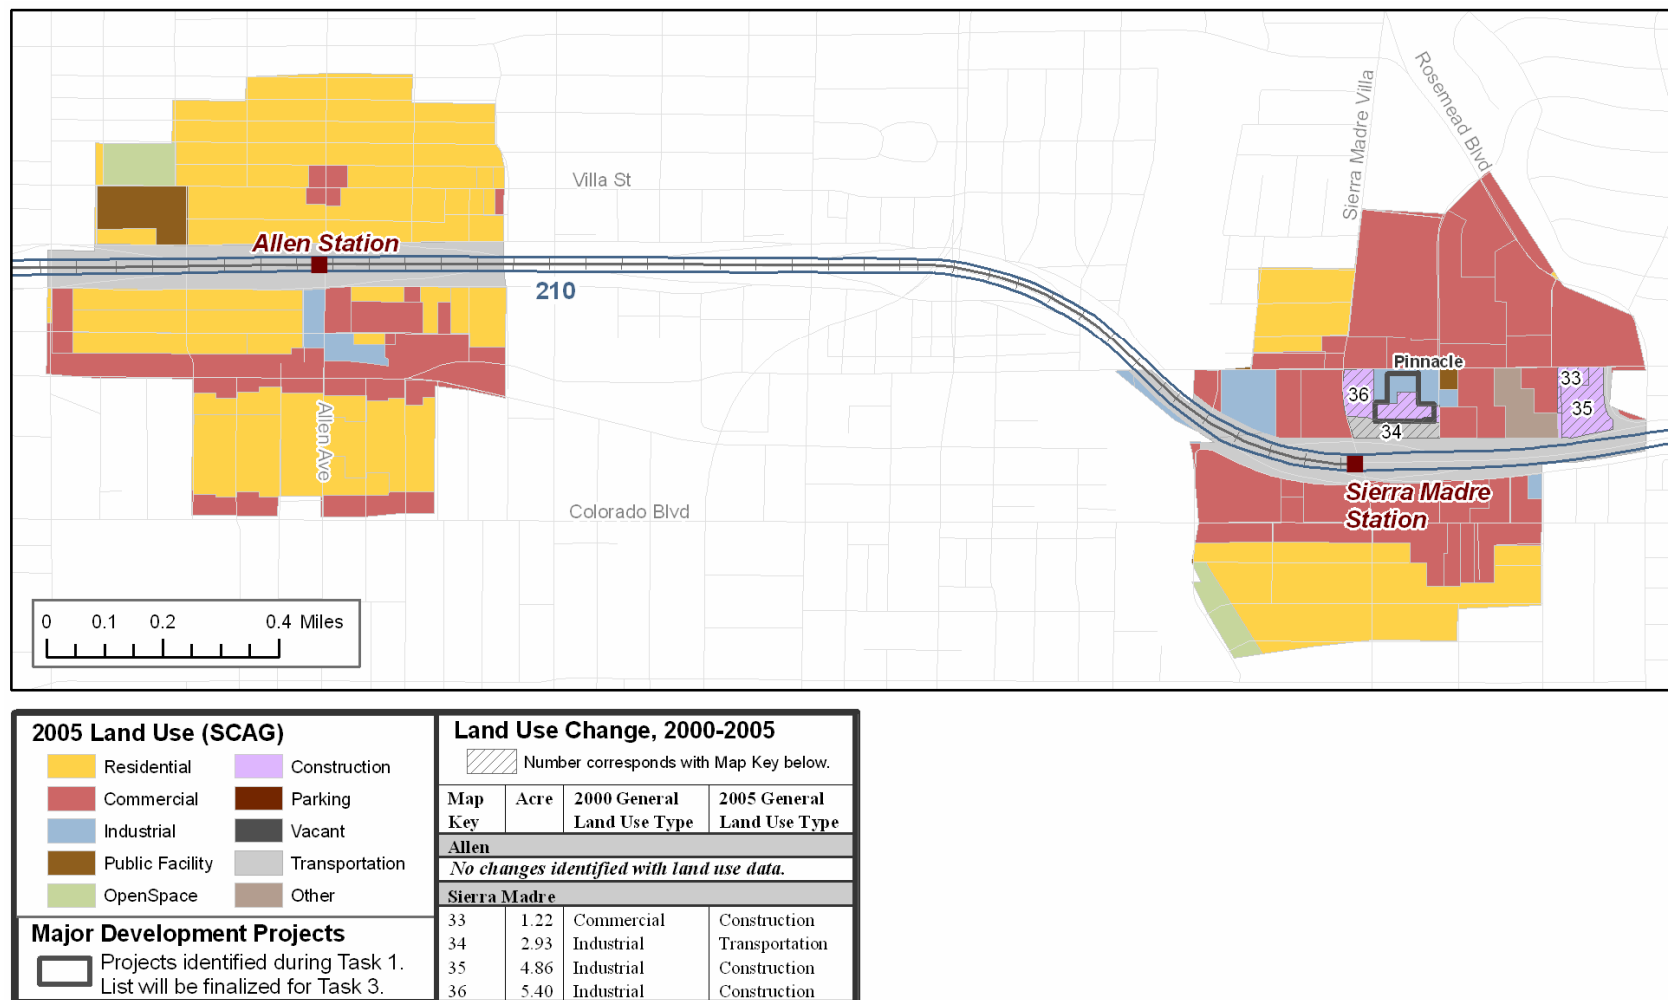 Sierra Madre Villa
Rosemead Blvd
Villa St
Allen Station
210
Pinnacle
33
36
35
34
Allen Ave
Sierra Madre
Station
Colorado Blvd
0 0.1 0.2 0.4 Miles
2005 Land Use (SCAG)
Residential
Commercial
Industrial
Public Facility
OpenSpace
Construction
Parking
Vacant
Transportation
Other
Major Development Projects
Projects identified during Task 1.
List will be finalized for Task 3.
Land Use Change, 2000-2005
Number corresponds with Map Key below.
Map Key Acre 2000 General Land Use Type 2005 General Land Use Type
Allen
No changes identified with land use data.
Sierra Madre
33 1.22 Commercial Construction
34 2.93 Industrial Transportation
35 4.86 Industrial Construction
36 5.40 Industrial Construction